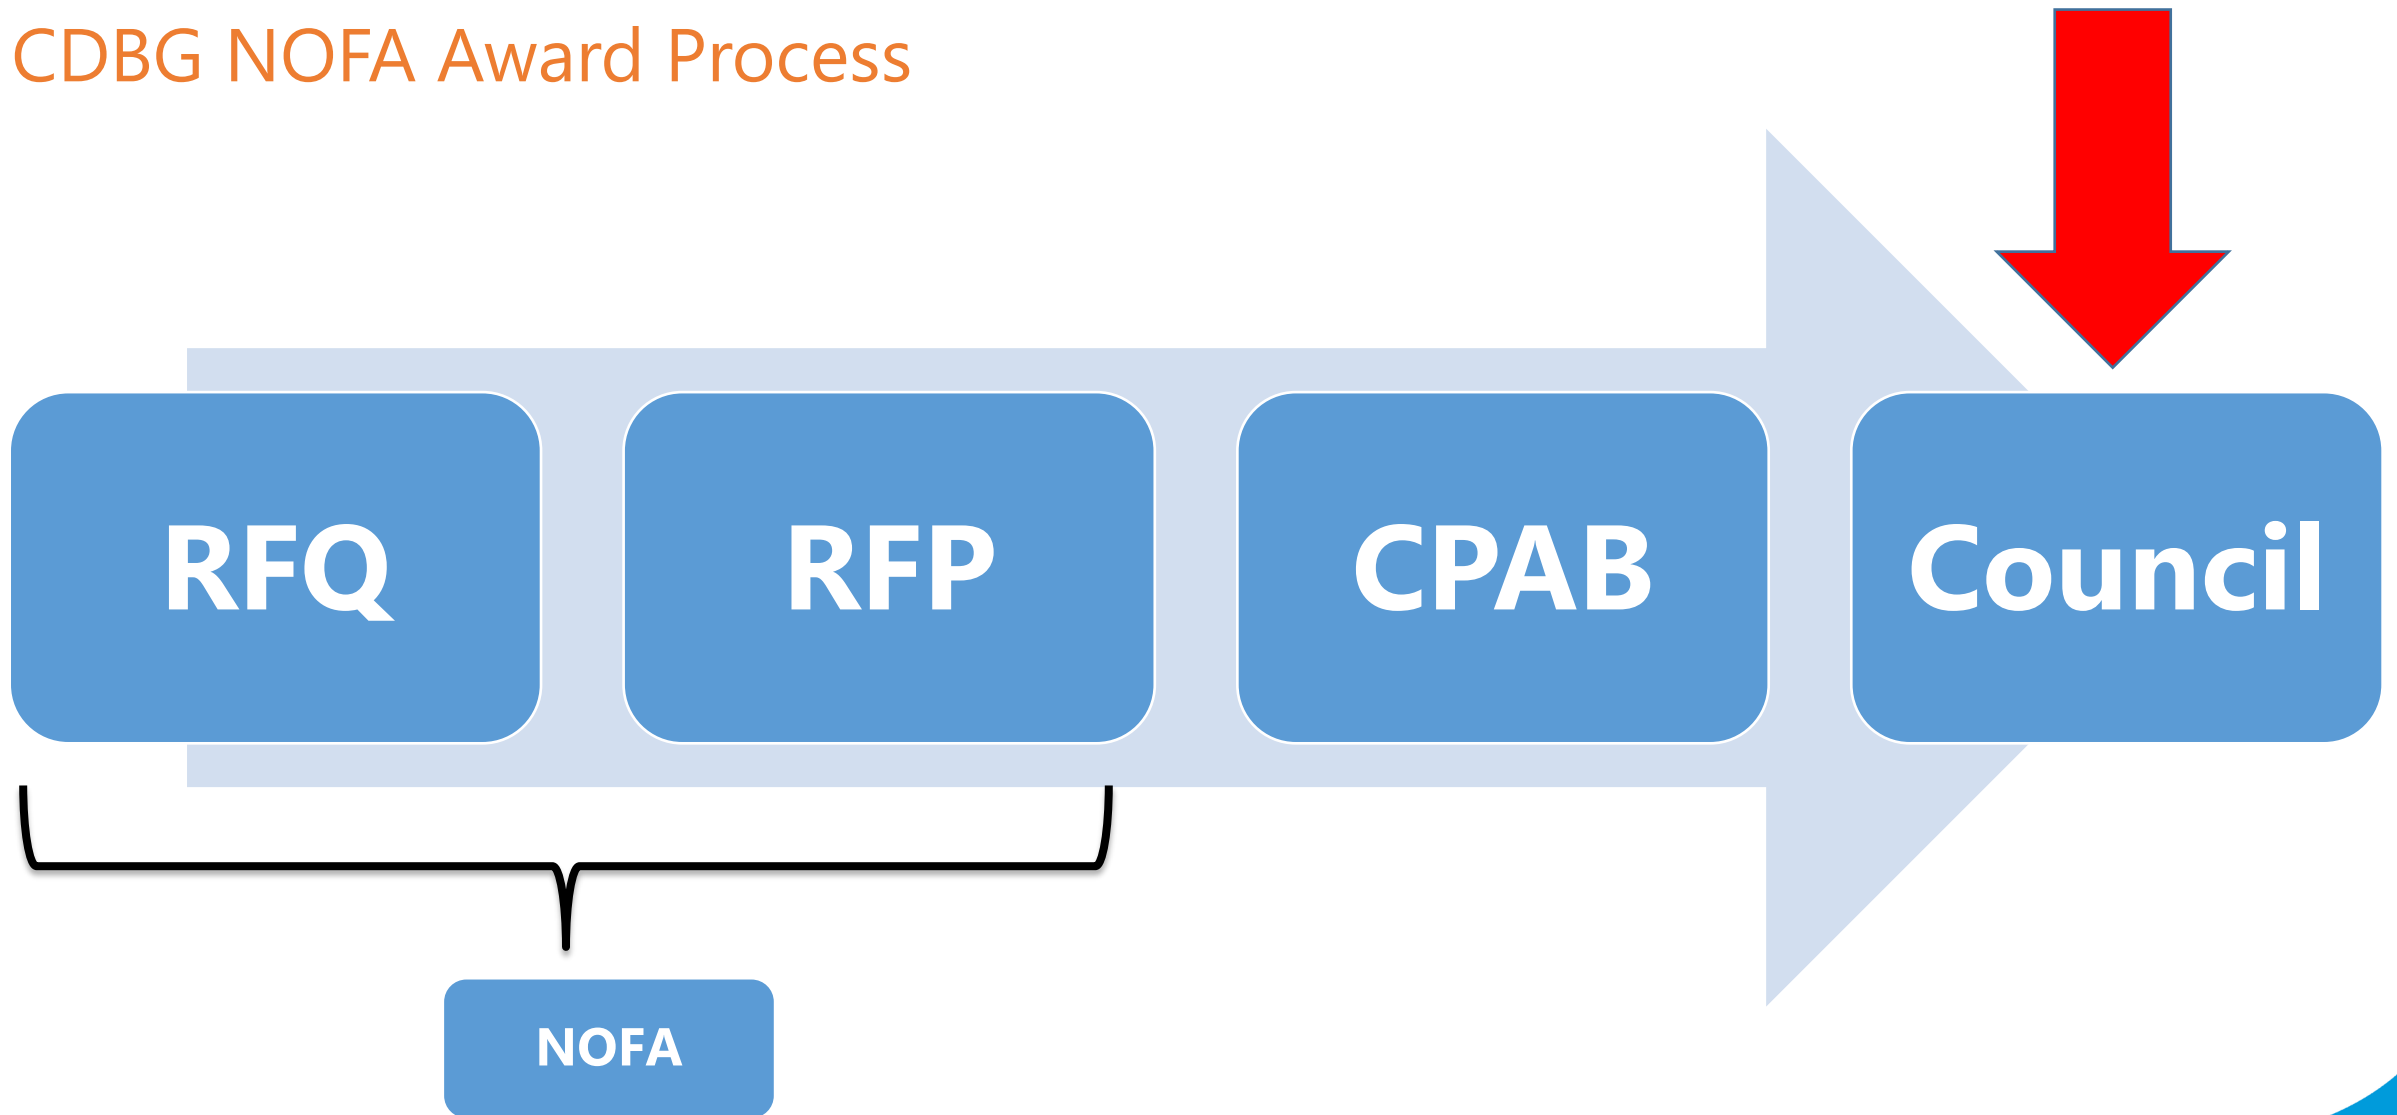 CDBG NOFA Award Process
RFQ
RFP
CPAB
Council
NOFA